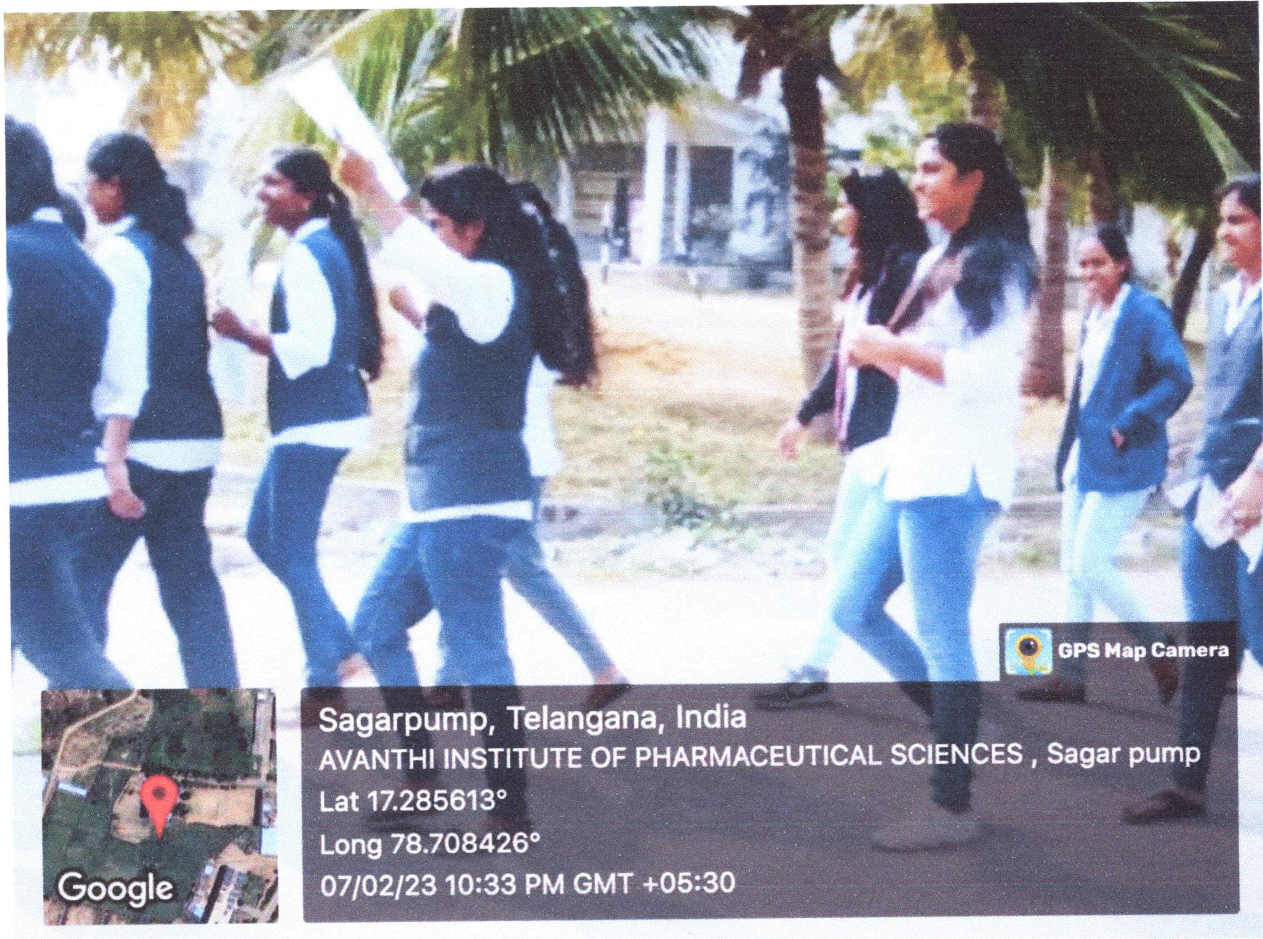 GPS Map Camera
Sagarpump, Telangana, India
AVANTHI INSTITUTE OF PHARMACEUTICAL SCIENCES , Sagar pump
Lat 17.285613°
Long 78.708426°
07/02/23 10:33 PM GMT +05:30
Google